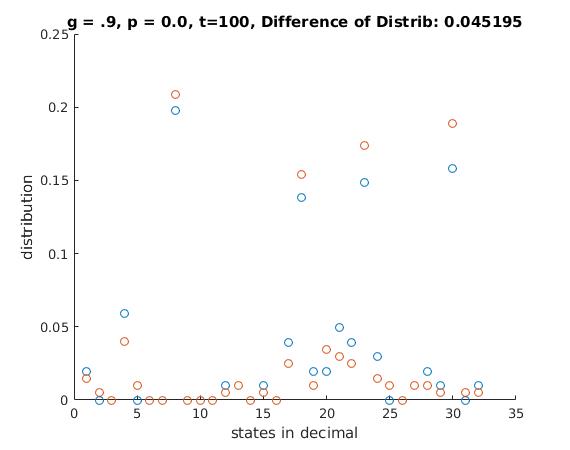 g = .9, p = 0.0, t=100, Difference of Distrib: 0.045195
0.25
0.2
0.15
0.1
0.05
0
distribution
0 5 10 15 20 25 30 35
states in decimal